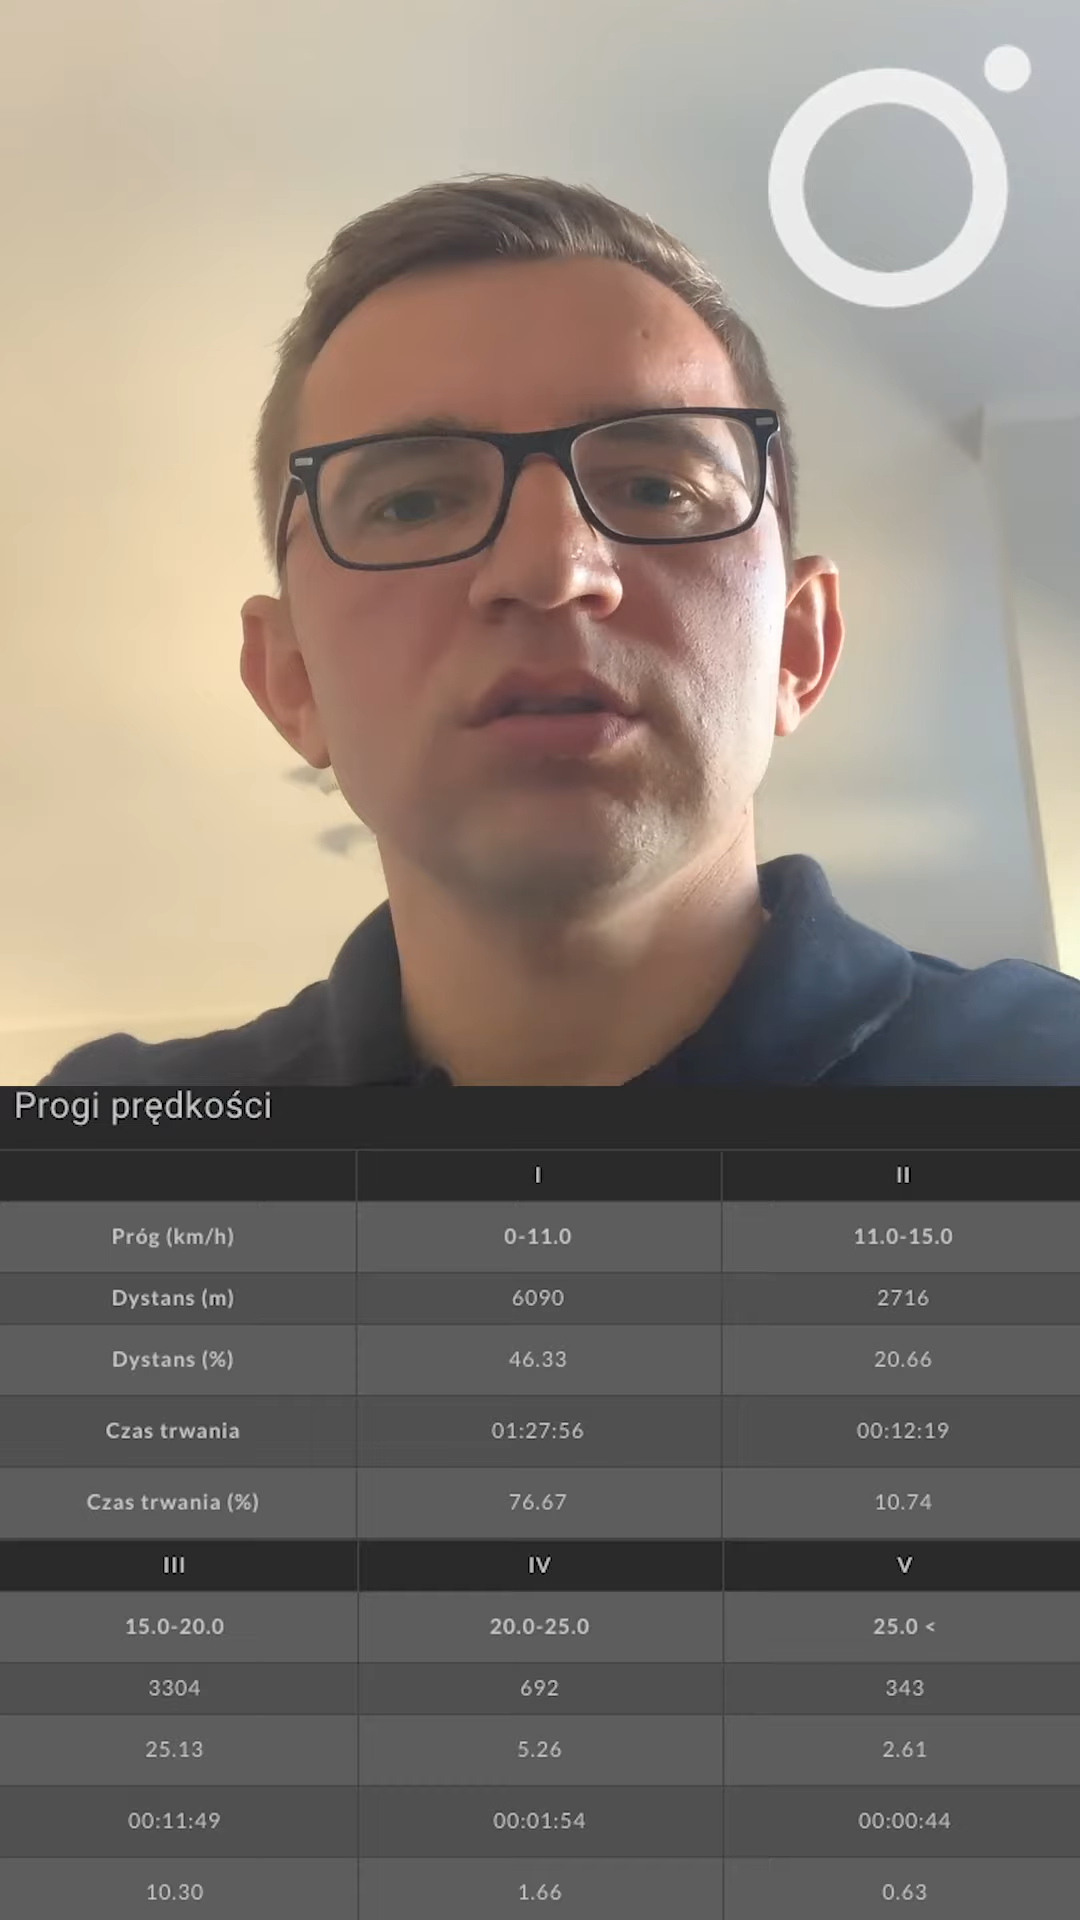 Progi prędkości
I II
Próg (km/h) 0-11.0 11.0-15.0
Dystans (m) 6090 2716
Dystans (%) 46.33 20.66
Czas trwania 01:27:56 00:12:19
Czas trwania (%) 76.67 10.74
III IV V
15.0-20.0 20.0-25.0 25.0 <
3304 692 343
25.13 5.26 2.61
00:11:49 00:01:54 00:00:44
10.30 1.66 0.63